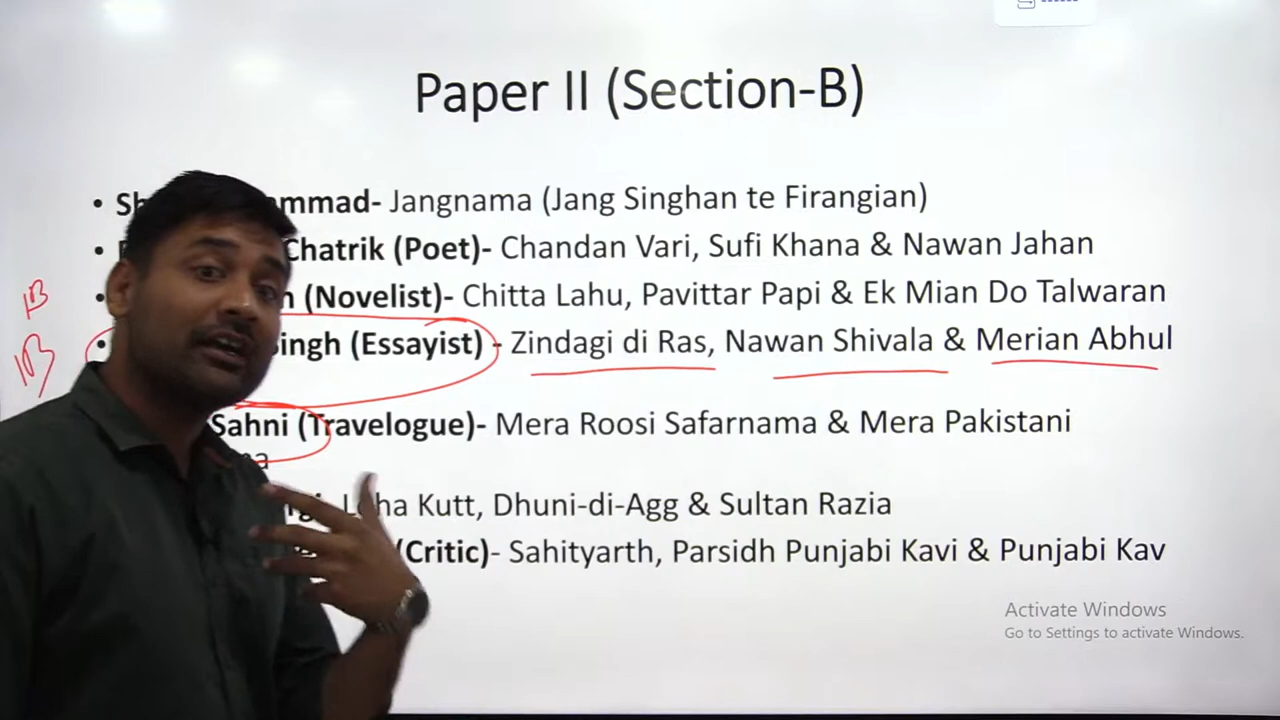 Paper II (Section-B)
mmad- Jangnama (Jang Singhan te Firangian)
Chatrik (Poet)- Chandan Vari, Sufi Khana & Nawan Jahan
(Novelist)- Chitta Lahu, Pavittar Papi & Ek Mian Do Talwaran
ingh (Essayist) - Zindagi di Ras, Nawan Shivala & Merian Abhul
Sahni (Travelogue)- Mera Roosi Safarnama & Mera Pakistani
Loha Kutt, Dhuni-di-Agg & Sultan Razia
(Critic)- Sahityarth, Parsidh Punjabi Kavi & Punjabi Kav
Activate Windows
Go to Settings to activate Windows.